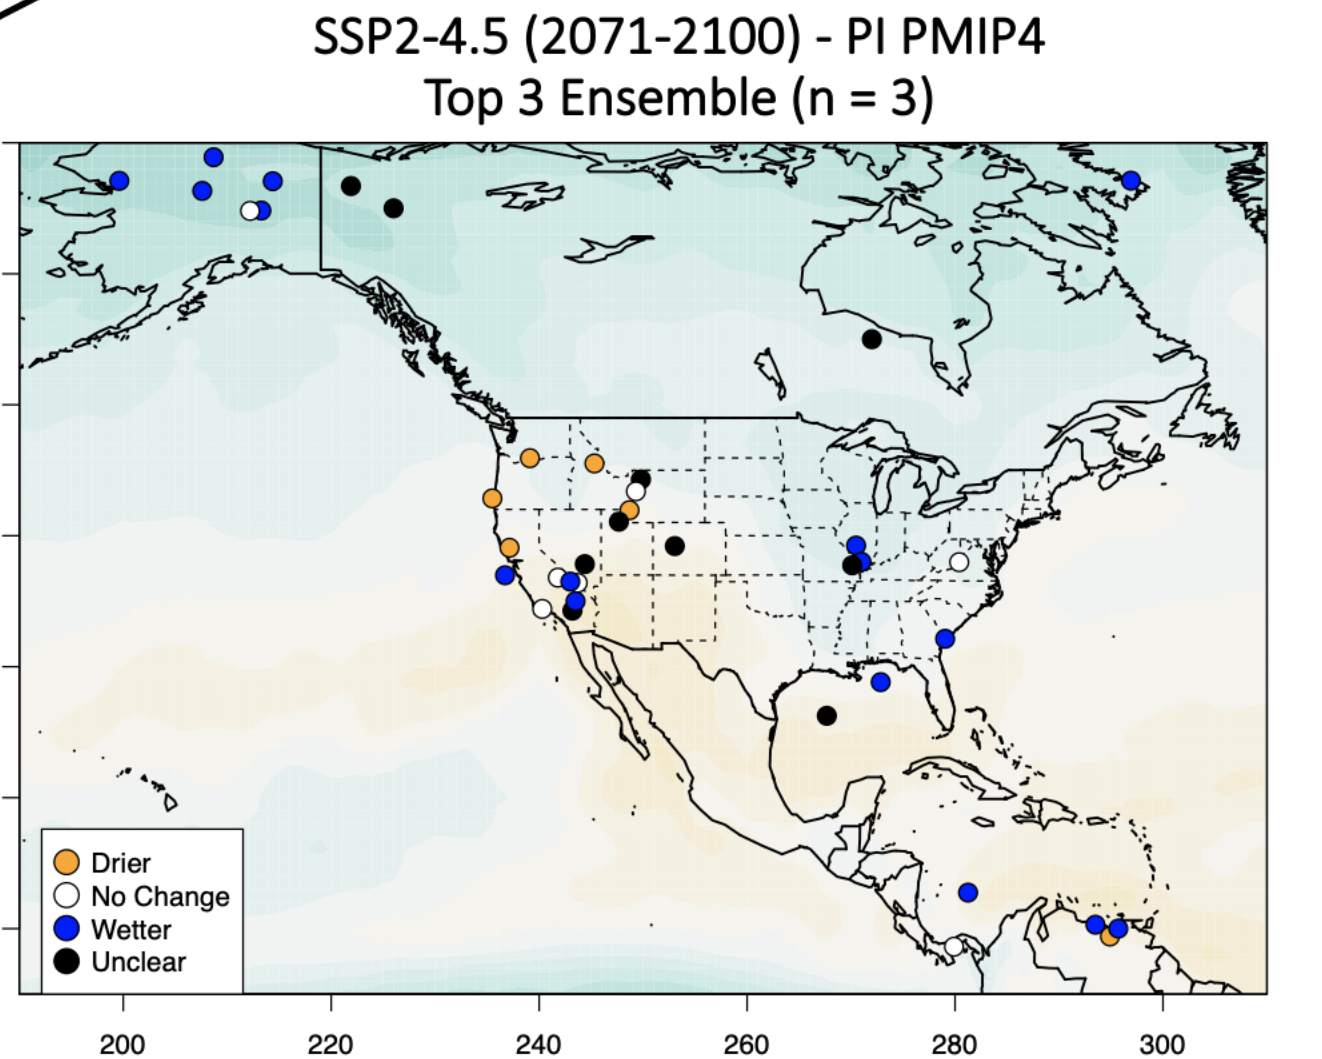 SSP2-4.5 (2071-2100) - PI PMIP4
Top 3 Ensemble (n = 3)
Drier
No Change
Wetter
Unclear
200 220 240 260 280 300